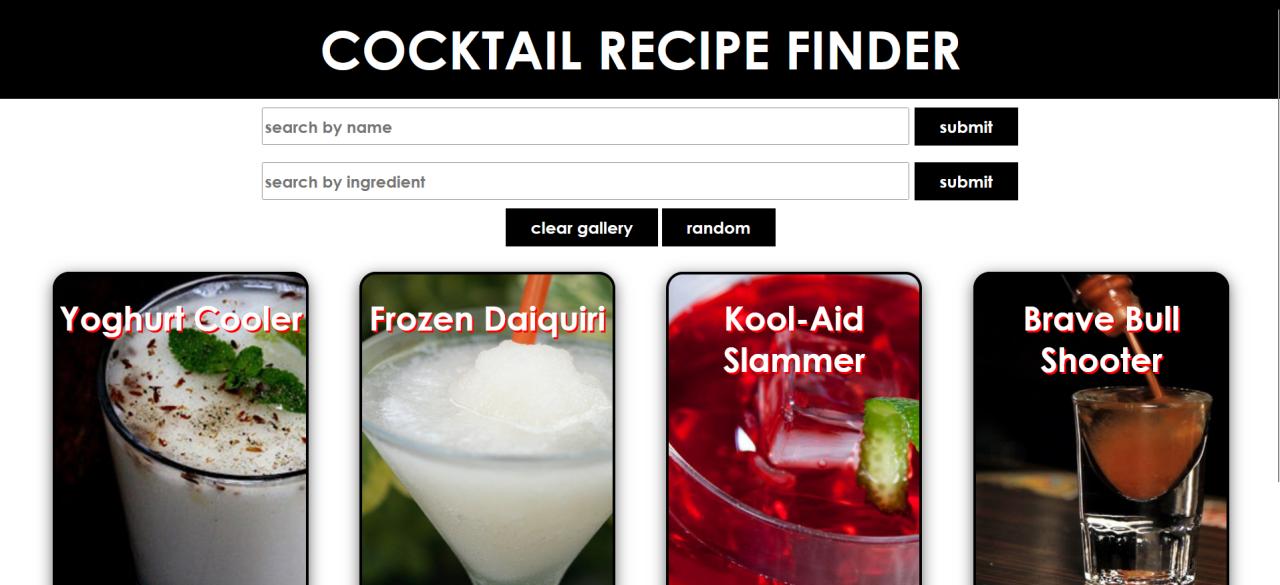 COCKTAIL RECIPE FINDER
search by name
submit
search by ingredient
submit
clear gallery
random
Yoghurt Cooler
Frozen Daiquiri
Kool-Aid
Slammer
Brave Bull
Shooter